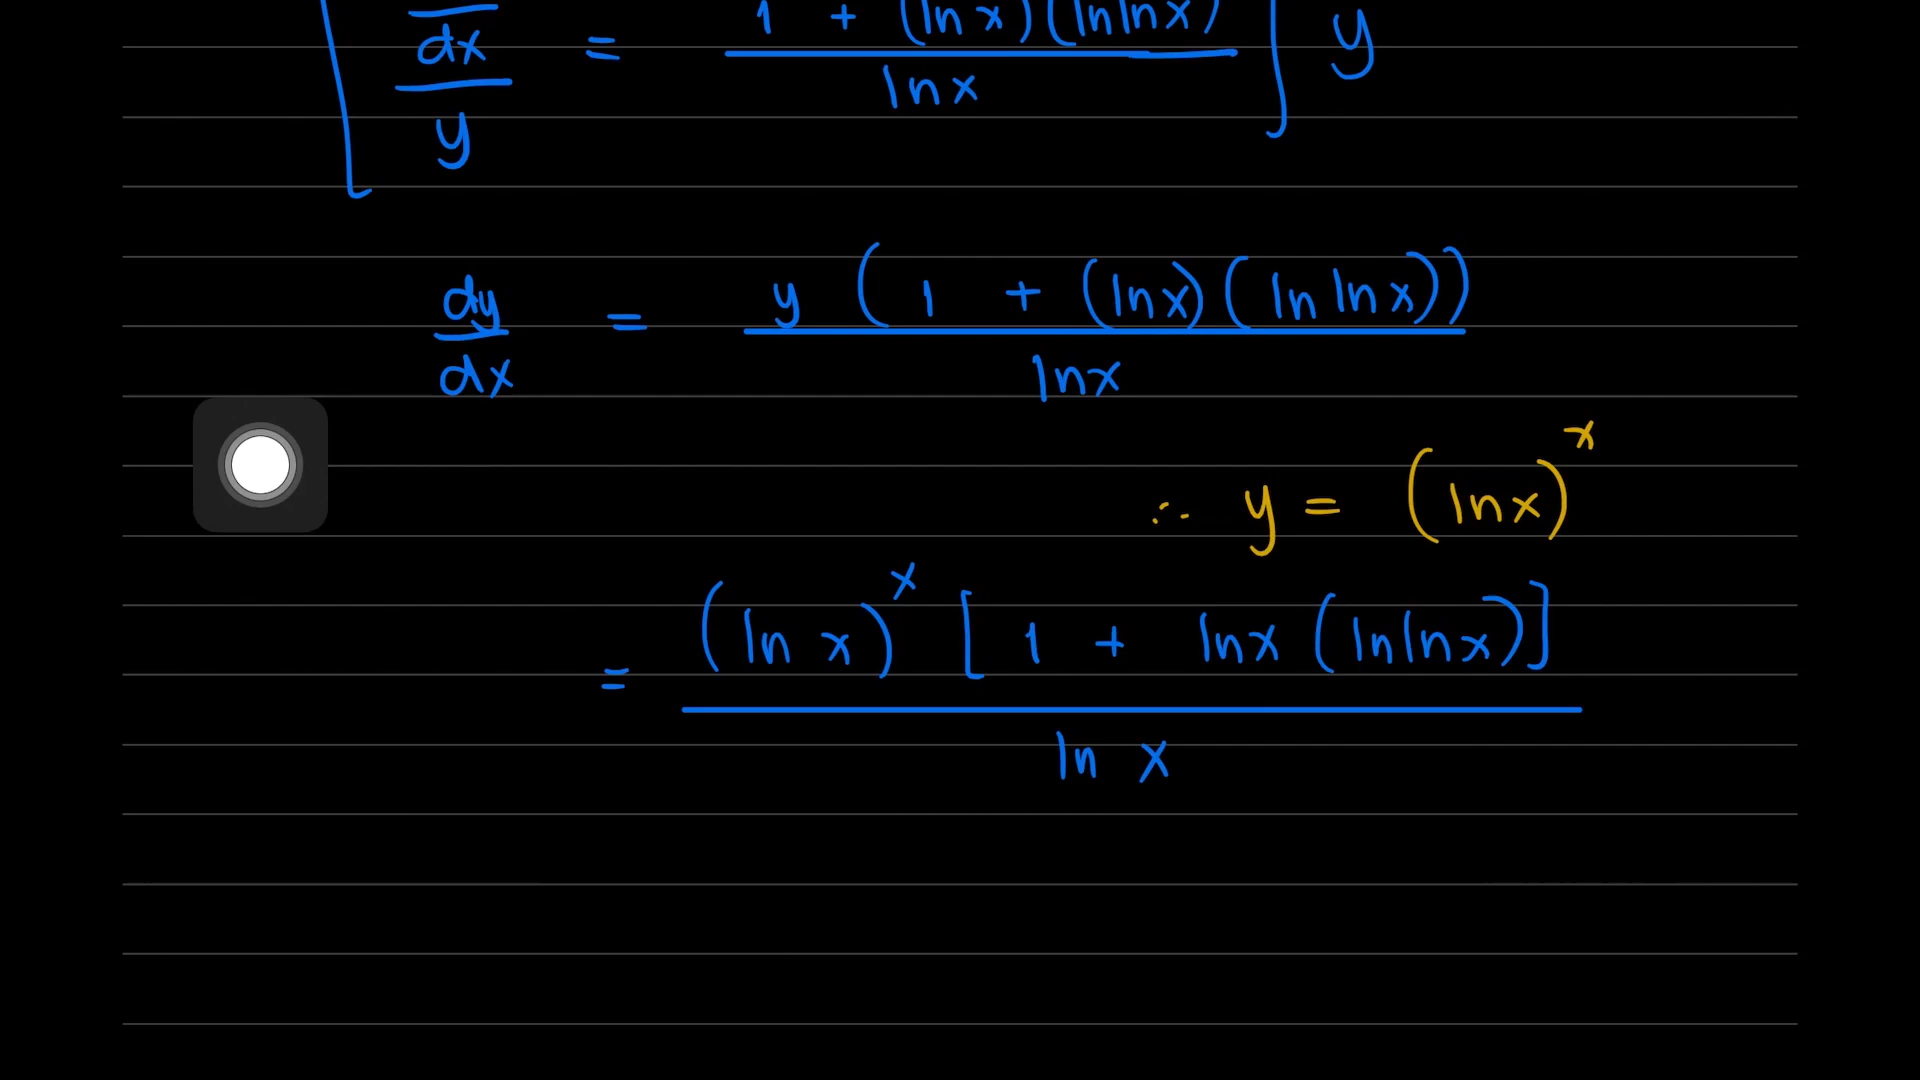 dx/y = 1 + (ln x)(ln ln x)/ln x ] y
dy/dx = y ( 1 + (ln x)(ln ln x))/ln x
∴ y = (ln x)^x
= (ln x)^x [ 1 + ln x (ln ln x)]/ln x